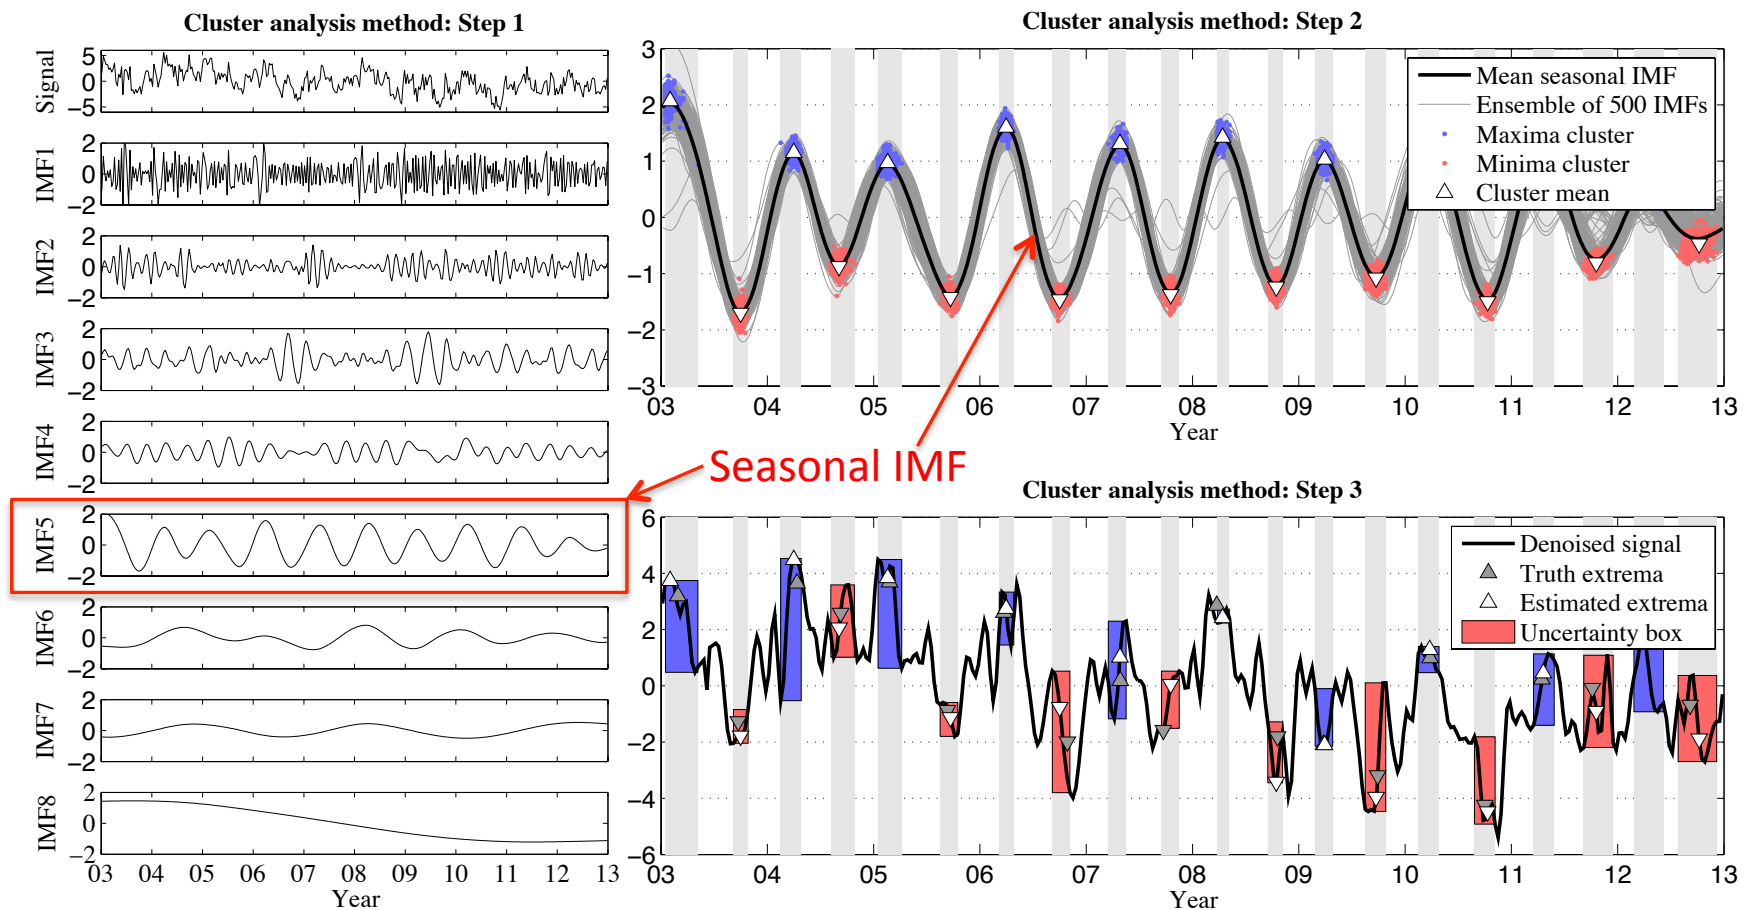 Cluster analysis method: Step 1
Signal
5
0
−5
IMF1
2
0
−2
IMF2
2
0
−2
IMF3
2
0
−2
IMF4
2
0
−2
IMF5
2
0
−2
IMF6
2
0
−2
IMF7
2
0
−2
IMF8
2
0
−2
03 04 05 06 07 08 09 10 11 12 13
Year
Seasonal IMF
Cluster analysis method: Step 2
3
2
1
0
−1
−2
−3
Mean seasonal IMF
Ensemble of 500 IMFs
Maxima cluster
Minima cluster
Cluster mean
03 04 05 06 07 08 09 10 11 12 13
Year
Cluster analysis method: Step 3
6
4
2
0
−2
−4
−6
Denoised signal
Truth extrema
Estimated extrema
Uncertainty box
03 04 05 06 07 08 09 10 11 12 13
Year